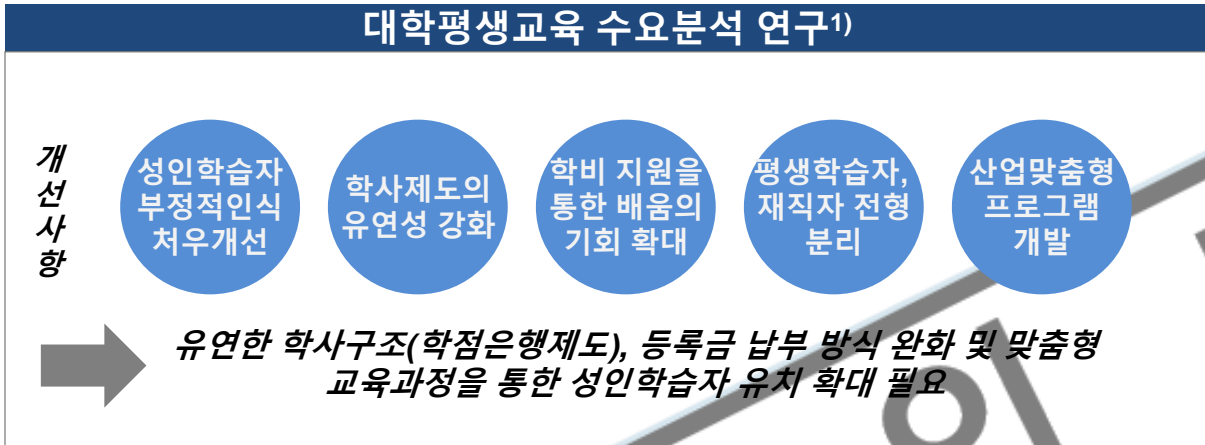 대학평생교육 수요분석 연구1)
개
선
사
항
성인학습자
부정적인식
처우개선
학사제도의
유연성 강화
학비 지원을
통한 배움의
기회 확대
평생학습자,
재직자 전형
분리
산업맞춤형
프로그램
개발
유연한 학사구조(학점은행제도), 등록금 납부 방식 완화 및 맞춤형
교육과정을 통한 성인학습자 유치 확대 필요